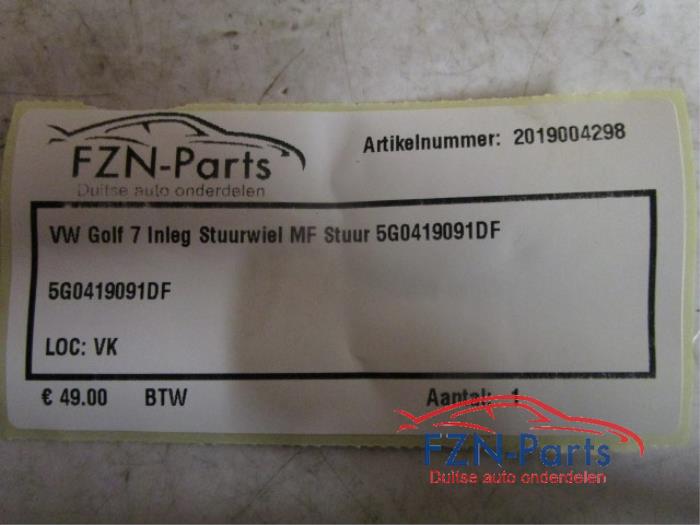 FZN-Parts
Duitse auto onderdelen
Artikelnummer: 2019004298
VW Golf 7 Inleg Stuurwiel MF Stuur 5G0419091DF
5G0419091DF
LOC: VK
€ 49.00 BTW Aantal: 1
FZN-Parts
Duitse auto onderdelen